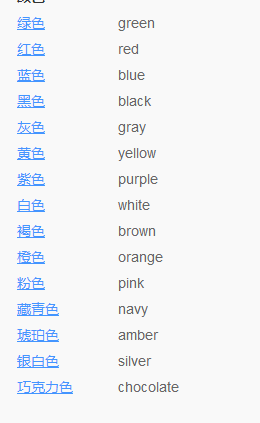 绿色 green
红色 red
蓝色 blue
黑色 black
灰色 gray
黄色 yellow
紫色 purple
白色 white
褐色 brown
橙色 orange
粉色 pink
藏青色 navy
琥珀色 amber
银白色 silver
巧克力色 chocolate